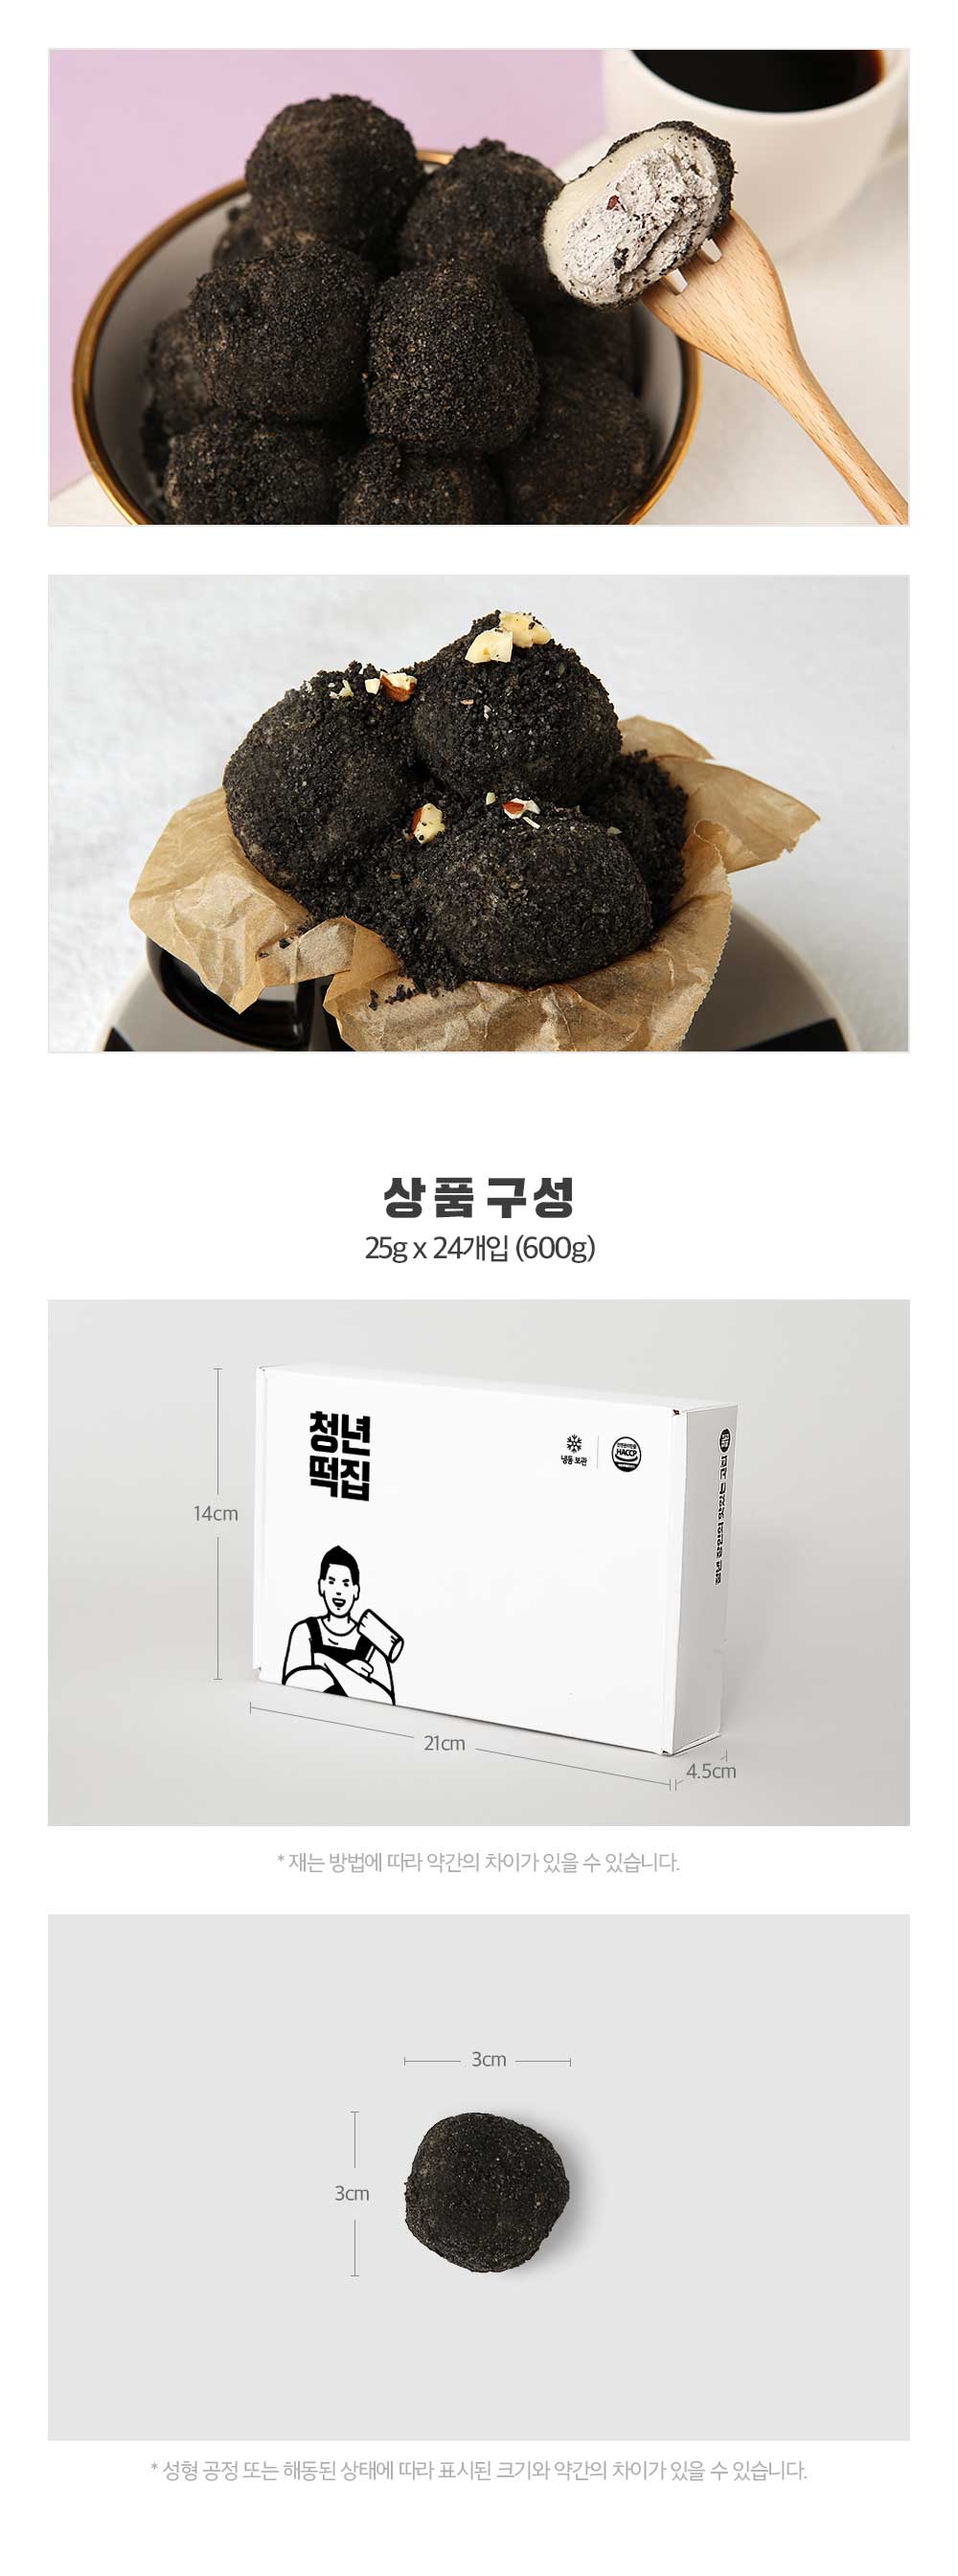 상품 구성
25g x 24개입 (600g)
청년
떡집
냉동 보관
HACCP
14cm
21cm
4.5cm
* 재는 방법에 따라 약간의 차이가 있을 수 있습니다.
3cm
3cm
* 성형 공정 또는 해동된 상태에 따라 표시된 크기와 약간의 차이가 있을 수 있습니다.